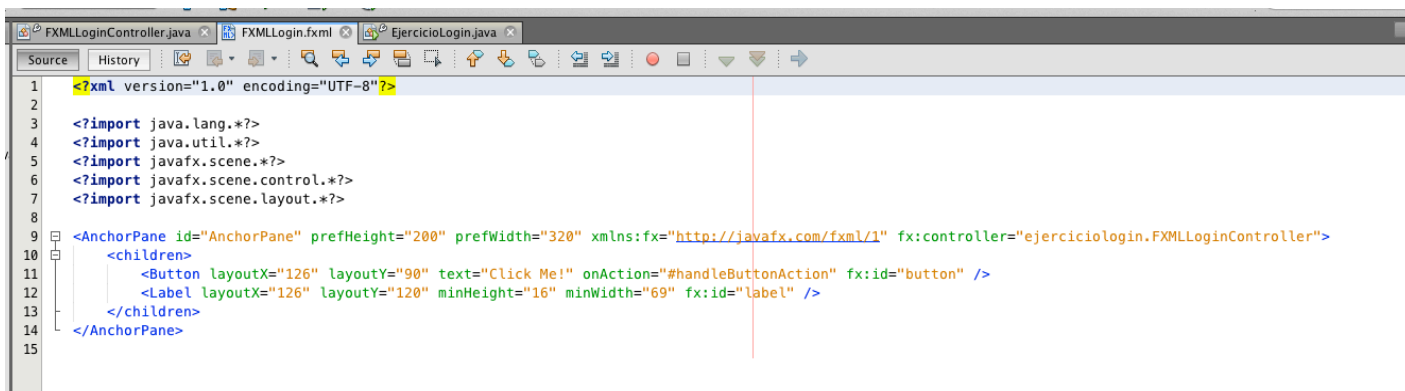 FXMLLoginController.java FXMLLogin.fxml EjercicioLogin.java
Source History
1 <?xml version="1.0" encoding="UTF-8"?>
2
3 <?import java.lang.*?>
4 <?import java.util.*?>
5 <?import javafx.scene.*?>
6 <?import javafx.scene.control.*?>
7 <?import javafx.scene.layout.*?>
8
9 <AnchorPane id="AnchorPane" prefHeight="200" prefWidth="320" xmlns:fx="http://javafx.com/fxml/1" fx:controller="ejerciciologin.FXMLLoginController">
10 <children>
11 <Button layoutX="126" layoutY="90" text="Click Me!" onAction="#handleButtonAction" fx:id="button" />
12 <Label layoutX="126" layoutY="120" minHeight="16" minWidth="69" fx:id="label" />
13 </children>
14 </AnchorPane>
15